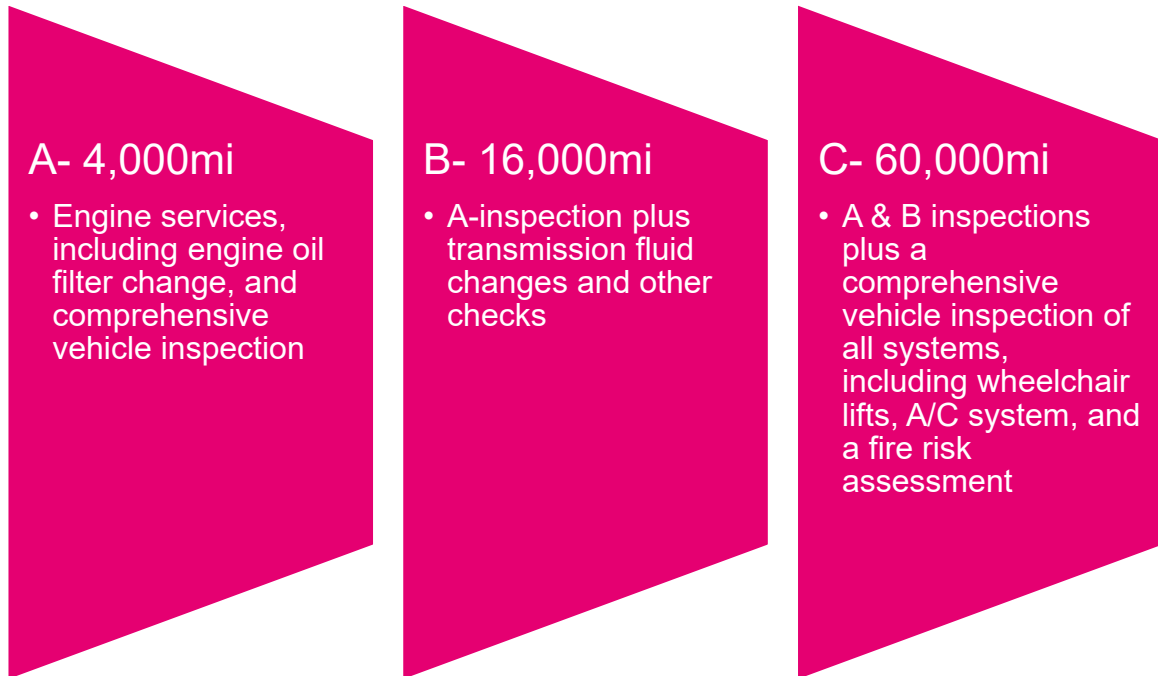 A- 4,000mi
• Engine services,
including engine oil
filter change, and
comprehensive
vehicle inspection
B- 16,000mi
• A-inspection plus
transmission fluid
changes and other
checks
C- 60,000mi
• A & B inspections
plus a
comprehensive
vehicle inspection of
all systems,
including wheelchair
lifts, A/C system, and
a fire risk
assessment